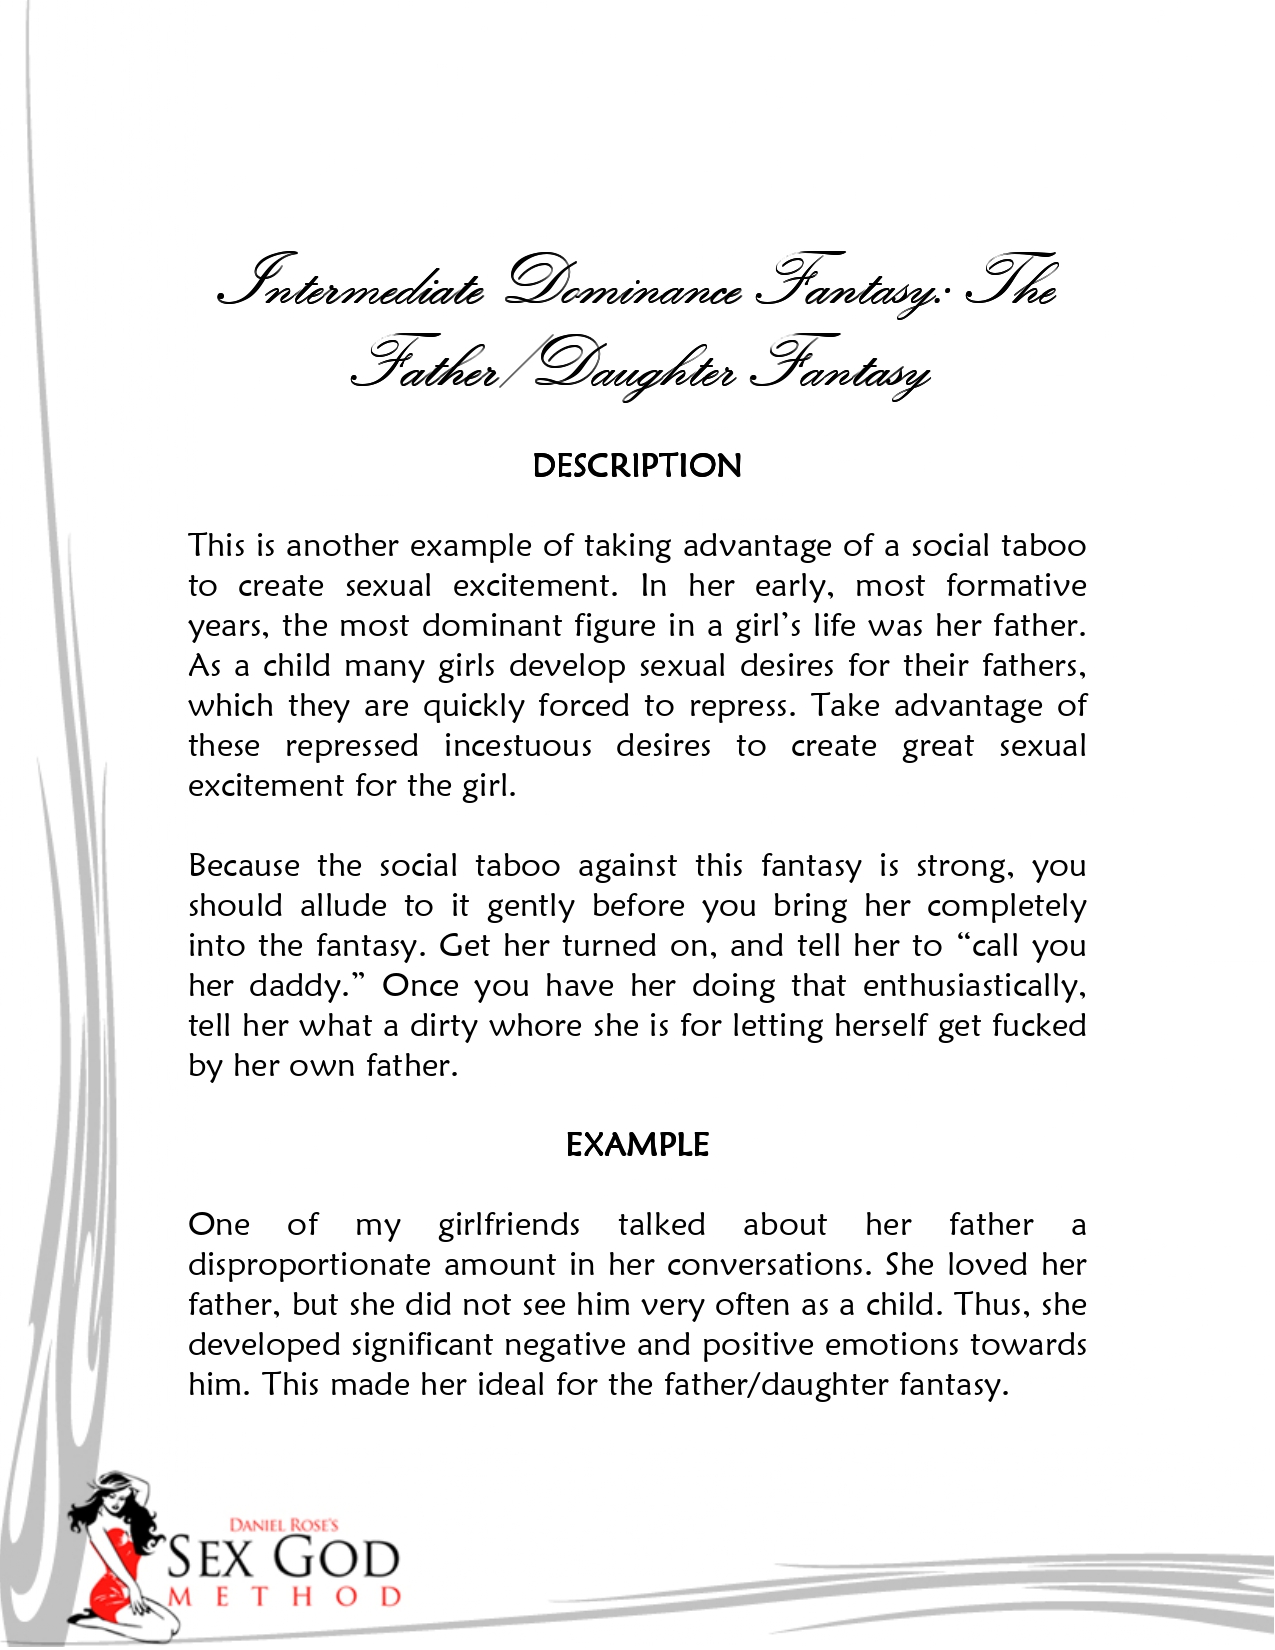 Intermediate Dominance Fantasy: The
Father/Daughter Fantasy
DESCRIPTION
This is another example of taking advantage of a social taboo
to create sexual excitement. In her early, most formative
years, the most dominant figure in a girl’s life was her father.
As a child many girls develop sexual desires for their fathers,
which they are quickly forced to repress. Take advantage of
these repressed incestuous desires to create great sexual
excitement for the girl.
Because the social taboo against this fantasy is strong, you
should allude to it gently before you bring her completely
into the fantasy. Get her turned on, and tell her to “call you
her daddy.” Once you have her doing that enthusiastically,
tell her what a dirty whore she is for letting herself get fucked
by her own father.
EXAMPLE
One of my girlfriends talked about her father a
disproportionate amount in her conversations. She loved her
father, but she did not see him very often as a child. Thus, she
developed significant negative and positive emotions towards
him. This made her ideal for the father/daughter fantasy.
DANIEL ROSE'S
SEX GOD
METHOD